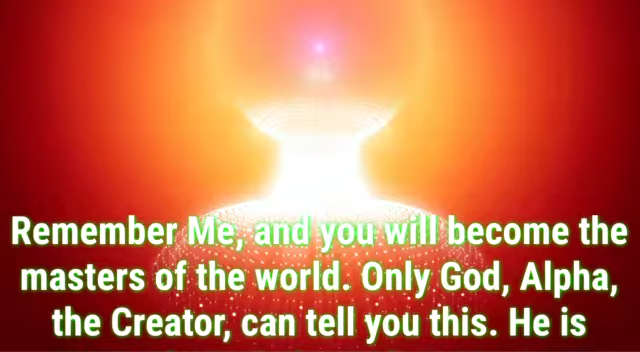 Remember Me, and you will become the
masters of the world. Only God, Alpha,
the Creator, can tell you this. He is